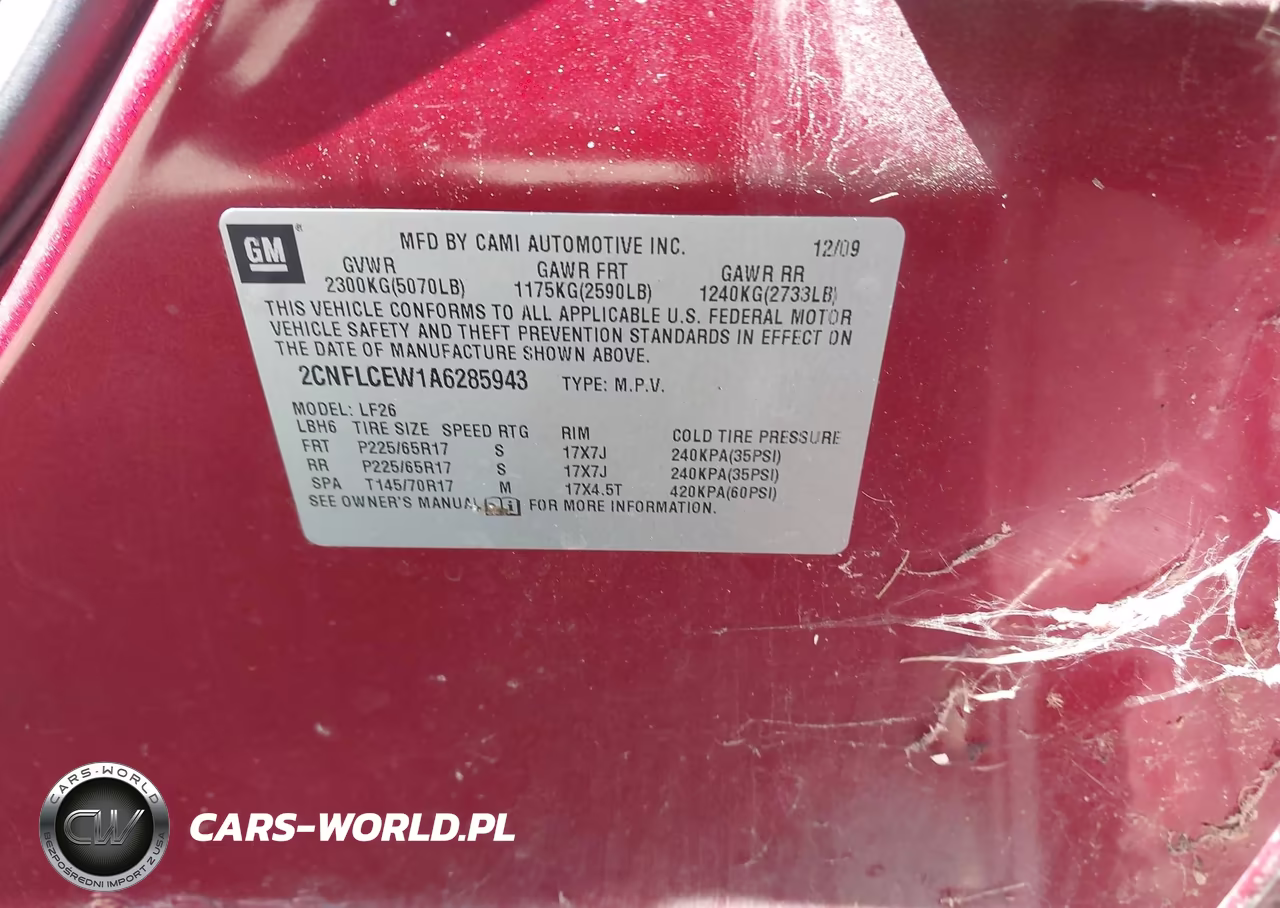 GM®
MFD BY CAMI AUTOMOTIVE INC. 12/09
GVWR GAWR FRT GAWR RR
2300KG(5070LB) 1175KG(2590LB) 1240KG(2733LB)
THIS VEHICLE CONFORMS TO ALL APPLICABLE U.S. FEDERAL MOTOR
VEHICLE SAFETY AND THEFT PREVENTION STANDARDS IN EFFECT ON
THE DATE OF MANUFACTURE SHOWN ABOVE.
2CNFLCEW1A6285943 TYPE: M.P.V.
MODEL: LF26
LBH6 TIRE SIZE SPEED RTG RIM COLD TIRE PRESSURE
FRT P225/65R17 S 17X7J 240KPA(35PSI)
RR P225/65R17 S 17X7J 240KPA(35PSI)
SPA T145/70R17 M 17X4.5T 420KPA(60PSI)
SEE OWNER'S MANUAL FOR MORE INFORMATION.
CARS-WORLD
CW
BEZPOŚREDNI IMPORT Z USA
CARS-WORLD.PL